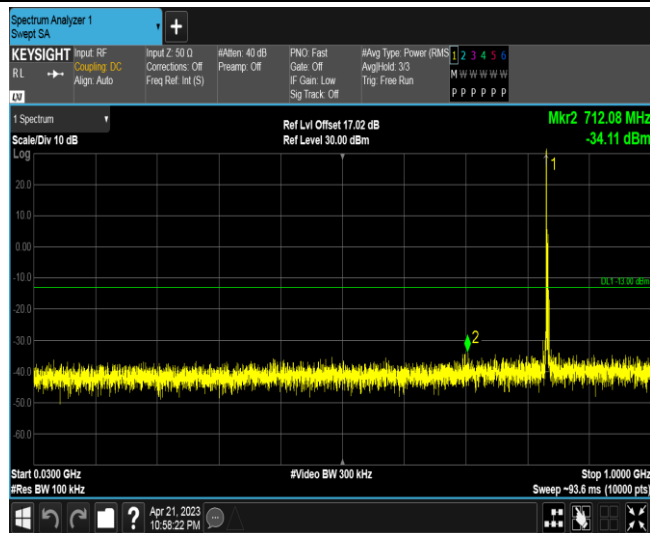 Spectrum Analyzer 1
Swept SA
+
KEYSIGHT
RL
LXI
Input: RF
Coupling: DC
Align: Auto
Input Z: 50 Ω
Corrections: Off
Freq Ref: Int (S)
#Atten: 40 dB
Preamp: Off
PNO: Fast
Gate: Off
IF Gain: Low
Sig Track: Off
#Avg Type: Power (RMS
Avg|Hold: 3/3
Trig: Free Run
1 2 3 4 5 6
M W W W W W
P P P P P P
1 Spectrum
Scale/Div 10 dB
Log
Ref Lvl Offset 17.02 dB
Ref Level 30.00 dBm
Mkr2 712.08 MHz
-34.11 dBm
1
20.0
10.0
0.00
-10.0
DL1 -13.00 dBm
-20.0
-30.0
2
-40.0
-50.0
-60.0
Start 0.0300 GHz
#Res BW 100 kHz
#Video BW 300 kHz
Stop 1.0000 GHz
Sweep ~93.6 ms (10000 pts)
?
Apr 21, 2023
10:58:22 PM